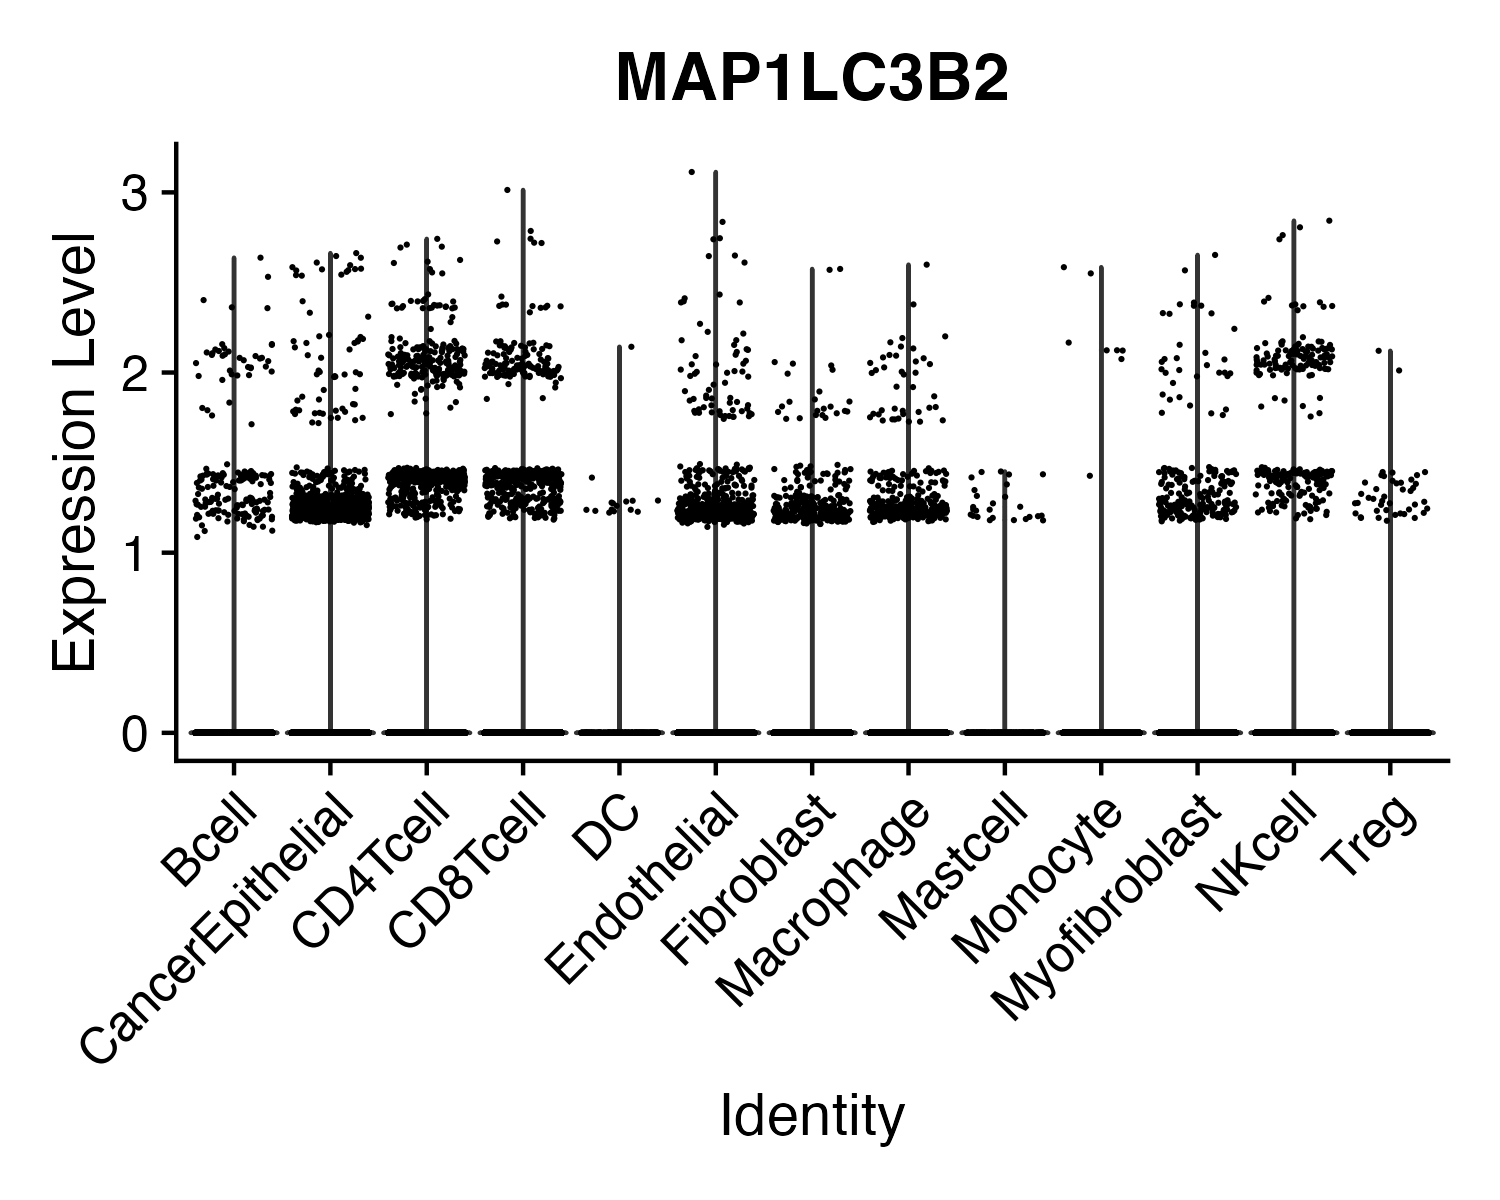 MAP1LC3B2
Expression Level
3
2
1
0
Bcell
CancerEpithelial
CD4Tcell
CD8Tcell
DC
Endothelial
Fibroblast
Macrophage
Mastcell
Monocyte
Myofibroblast
NKcell
Treg
Identity